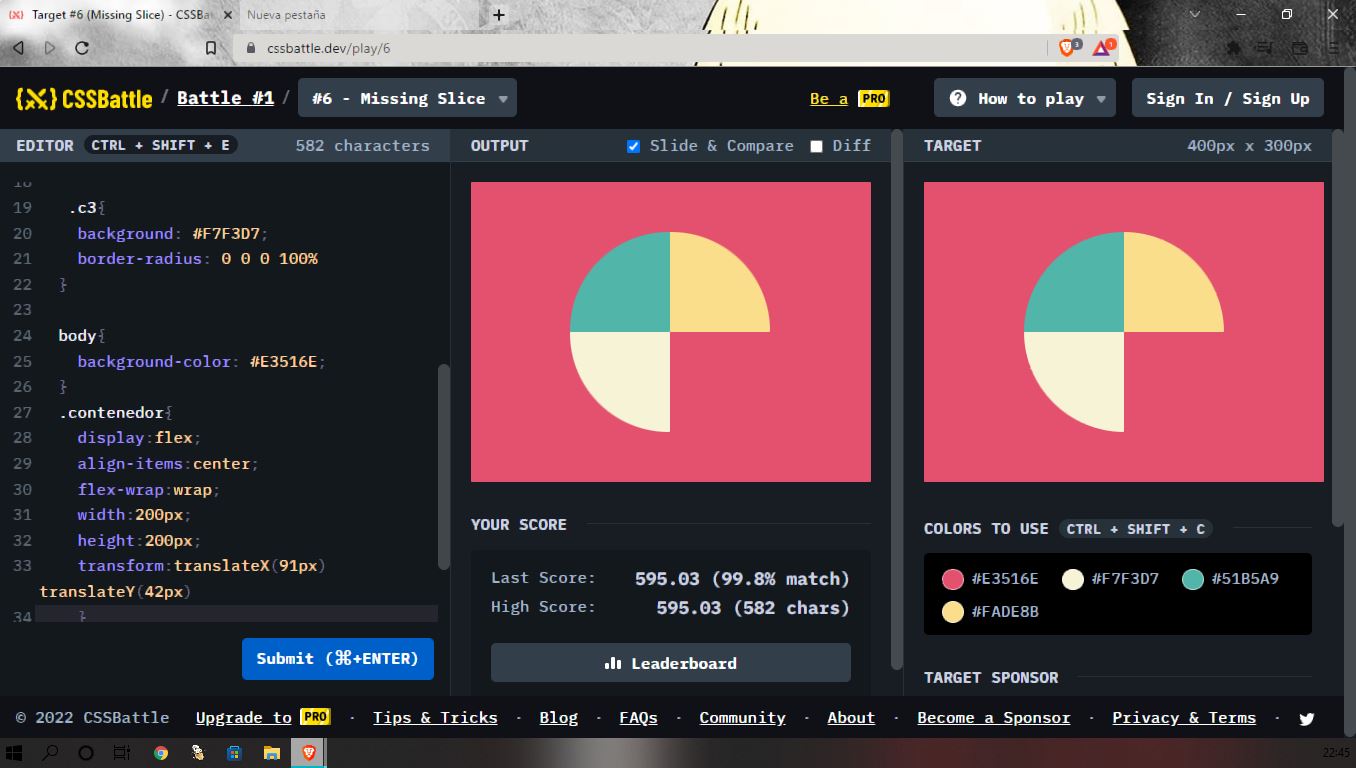 Target #6 (Missing Slice) - CSSBat
Nueva pestaña
cssbattle.dev/play/6
CSSBattle / Battle #1 / #6 - Missing Slice
Be a PRO
How to play
Sign In / Sign Up
EDITOR CTRL + SHIFT + E 582 characters
OUTPUT Slide & Compare Diff
TARGET 400px x 300px
18
19 .c3{
20 background: #F7F3D7;
21 border-radius: 0 0 0 100%
22 }
23
24 body{
25 background-color: #E3516E;
26 }
27 .contenedor{
28 display:flex;
29 align-items:center;
30 flex-wrap:wrap;
31 width:200px;
32 height:200px;
33 transform:translateX(91px)
translateY(42px)
34 }
Submit (⌘+ENTER)
YOUR SCORE
Last Score: 595.03 (99.8% match)
High Score: 595.03 (582 chars)
Leaderboard
COLORS TO USE CTRL + SHIFT + C
#E3516E #F7F3D7 #51B5A9
#FADE8B
TARGET SPONSOR
© 2022 CSSBattle Upgrade to PRO · Tips & Tricks · Blog · FAQs · Community · About · Become a Sponsor · Privacy & Terms ·
22:45